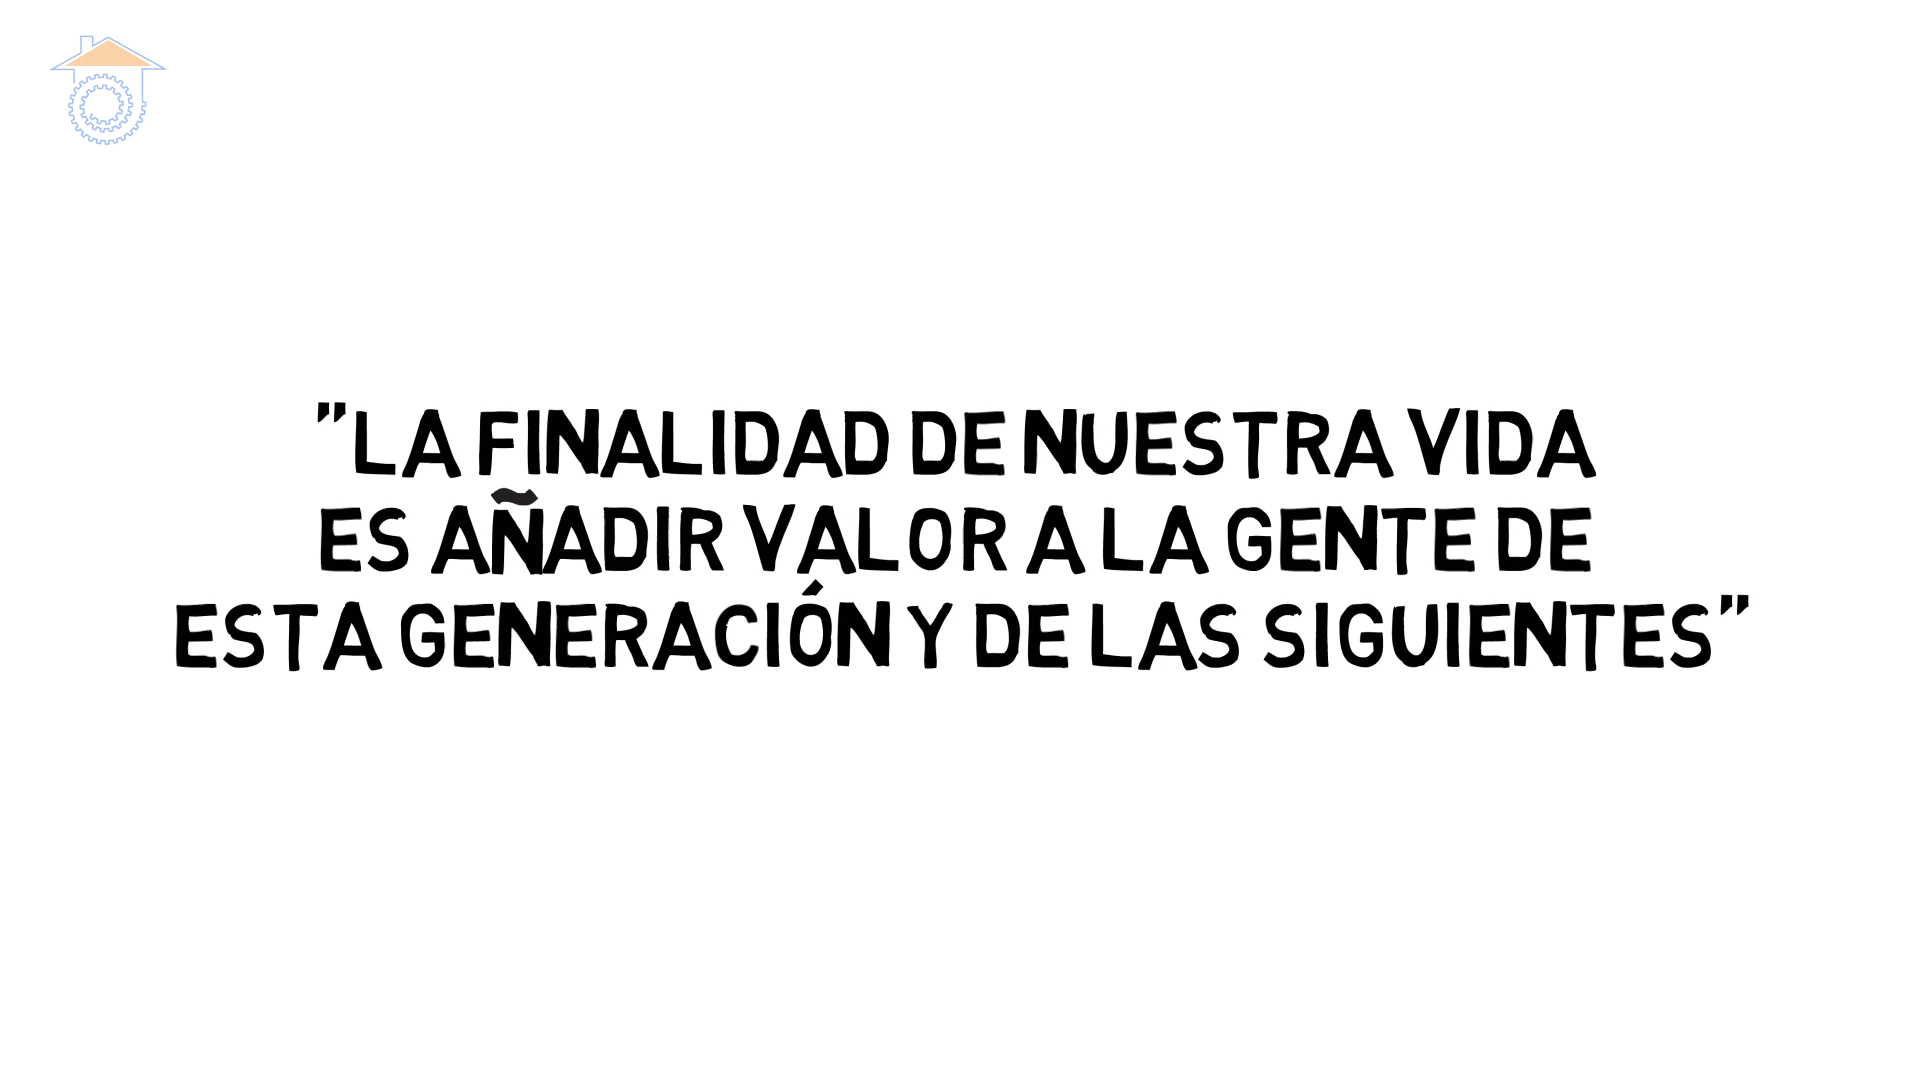 "LA FINALIDAD DE NUESTRA VIDA
ES AÑADIR VALOR A LA GENTE DE
ESTA GENERACIÓN Y DE LAS SIGUIENTES"